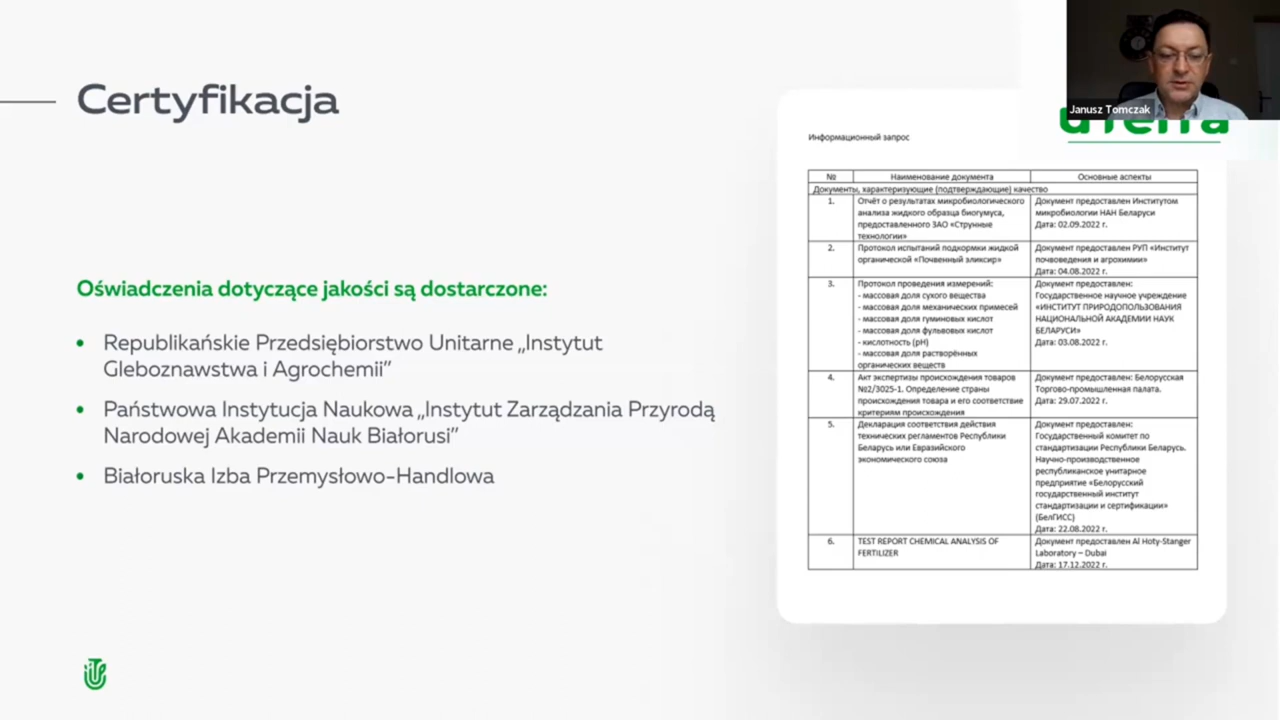 Certyfikacja
Janusz Tomczak
Oświadczenia dotyczące jakości są dostarczone:
• Republikańskie Przedsiębiorstwo Unitarne „Instytut
Gleboznawstwa i Agrochemii”
• Państwowa Instytucja Naukowa „Instytut Zarządzania Przyrodą
Narodowej Akademii Nauk Białorusi”
• Białoruska Izba Przemysłowo-Handlowa
Информационный запрос
№ Наименование документа Основные аспекты
Документы, характеризующие (подтверждающие) качество
1. Отчёт о результатах микробиологического Документ предоставлен Институтом
анализа жидкого образца биогумуса, микробиологии НАН Беларуси
предоставленного ЗАО «Струнные Дата: 02.09.2022 г.
технологии»
2. Протокол испытаний подкормки жидкой Документ предоставлен РУП «Институт
органической «Почвенный эликсир» почвоведения и агрохимии»
Дата: 04.08.2022 г.
3. Протокол проведения измерений: Документ предоставлен:
- массовая доля сухого вещества Государственное научное учреждение
- массовая доля механических примесей «ИНСТИТУТ ПРИРОДОПОЛЬЗОВАНИЯ
- массовая доля гуминовых кислот НАЦИОНАЛЬНОЙ АКАДЕМИИ НАУК
- массовая доля фульвовых кислот БЕЛАРУСИ»
- кислотность (pH) Дата: 03.08.2022 г.
- массовая доля растворённых
органических веществ
4. Акт экспертизы происхождения товаров Документ предоставлен: Белорусская
№2/3025-1. Определение страны Торгово-промышленная палата.
происхождения товара и его соответствие Дата: 29.07.2022 г.
критериям происхождения
5. Декларация соответствия действия Документ предоставлен:
технических регламентов Республики Государственный комитет по
Беларусь или Евразийского стандартизации Республики Беларусь.
экономического союза Научно-производственное
республиканское унитарное
предприятие «Белорусский
государственный институт
стандартизации и сертификации»
(БелГИСС)
Дата: 22.08.2022 г.
6. TEST REPORT CHEMICAL ANALYSIS OF Документ предоставлен Al Hoty-Stanger
FERTILIZER Laboratory – Dubai
Дата: 17.12.2022 г.